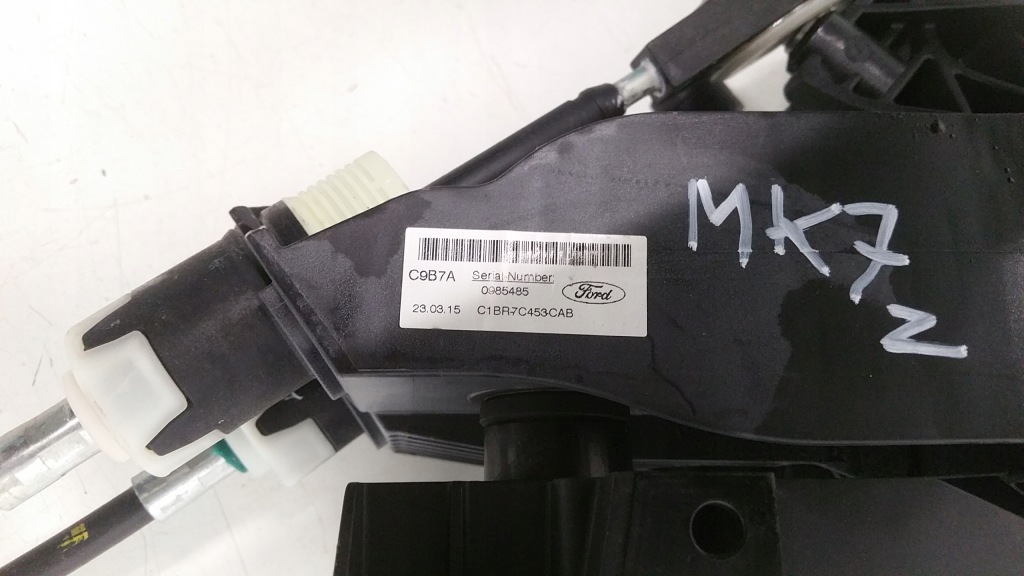 C9B7A Serial Number:
0985485
Ford
23.03.15 C1BR-7C453-CAB
MK7
N